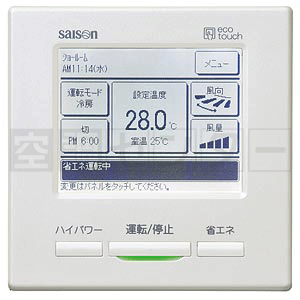 saison
eco touch
ショールーム
AM11:14(水)
メニュー
運転モード
冷房
設定温度
28.0℃
室温 25℃
風向
切
PM 6:00
風量
省エネ運転中
変更はパネルをタッチしてください。
ハイパワー
運転/停止
省エネ